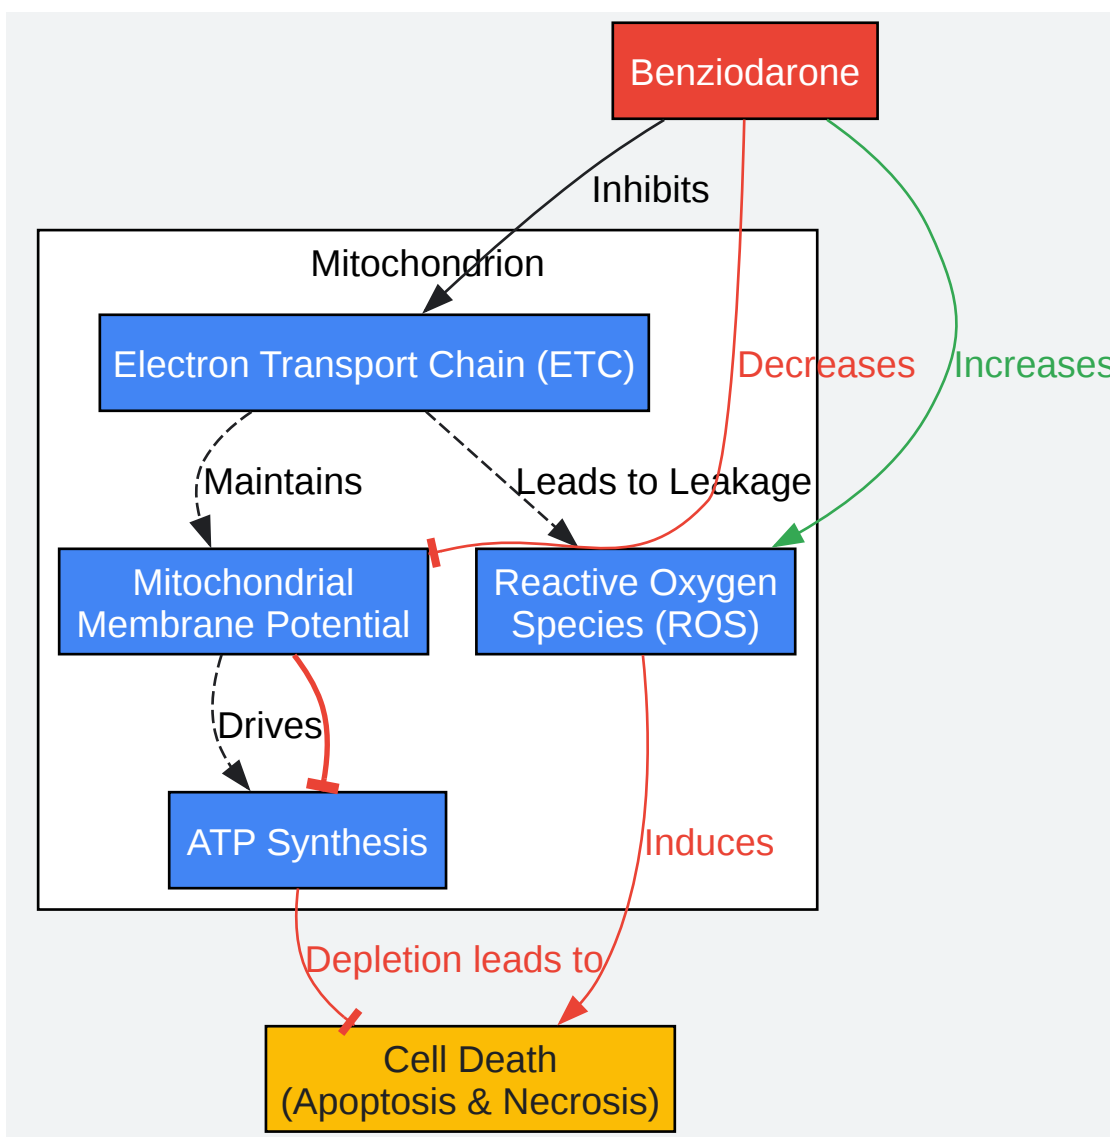 Benziodarone
Inhibits
Mitochondrion
Electron Transport Chain (ETC)
Decreases
Increases
Maintains
Leads to Leakage
Mitochondrial
Membrane Potential
Reactive Oxygen
Species (ROS)
Drives
ATP Synthesis
Induces
Depletion leads to
Cell Death
(Apoptosis & Necrosis)